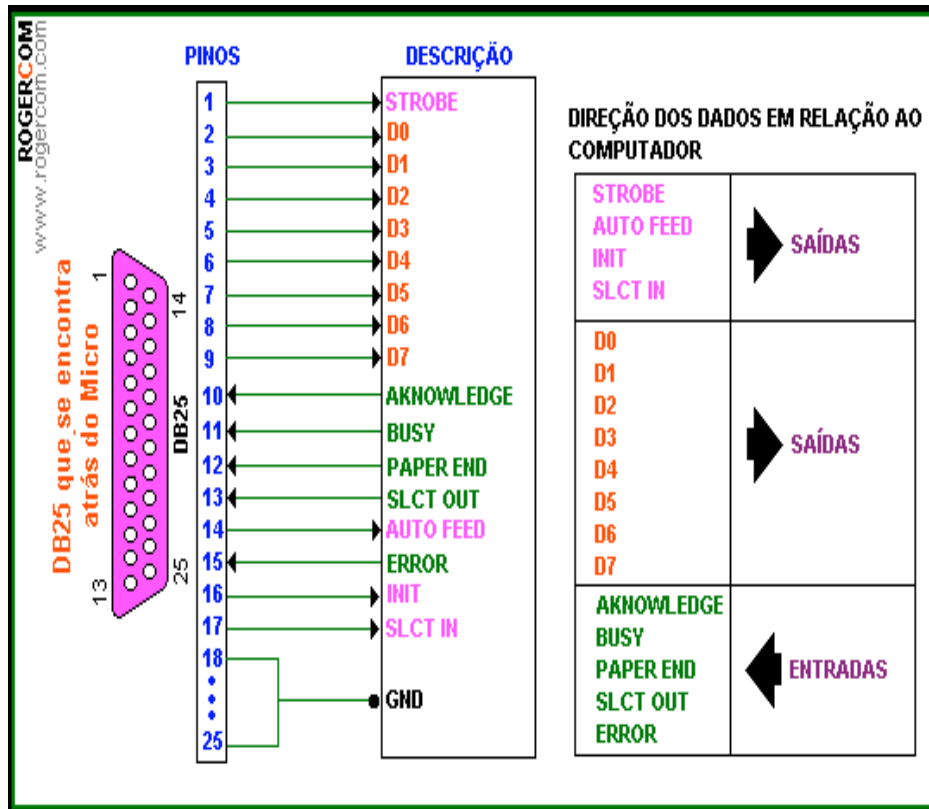 ROGERCOM
www.rogercom.com
PINOS
DESCRIÇÃO
1 STROBE
2 D0
3 D1
4 D2
5 D3
6 D4
7 D5
8 D6
9 D7
10 AKNOWLEDGE
11 BUSY
12 PAPER END
13 SLCT OUT
14 AUTO FEED
15 ERROR
16 INIT
17 SLCT IN
18
GND
25
DB25 que se encontra
atrás do Micro
1
14
DB25
13
25
DIREÇÃO DOS DADOS EM RELAÇÃO AO
COMPUTADOR
STROBE
AUTO FEED
INIT
SLCT IN
SAÍDAS
D0
D1
D2
D3
D4
D5
D6
D7
SAÍDAS
AKNOWLEDGE
BUSY
PAPER END
SLCT OUT
ERROR
ENTRADAS